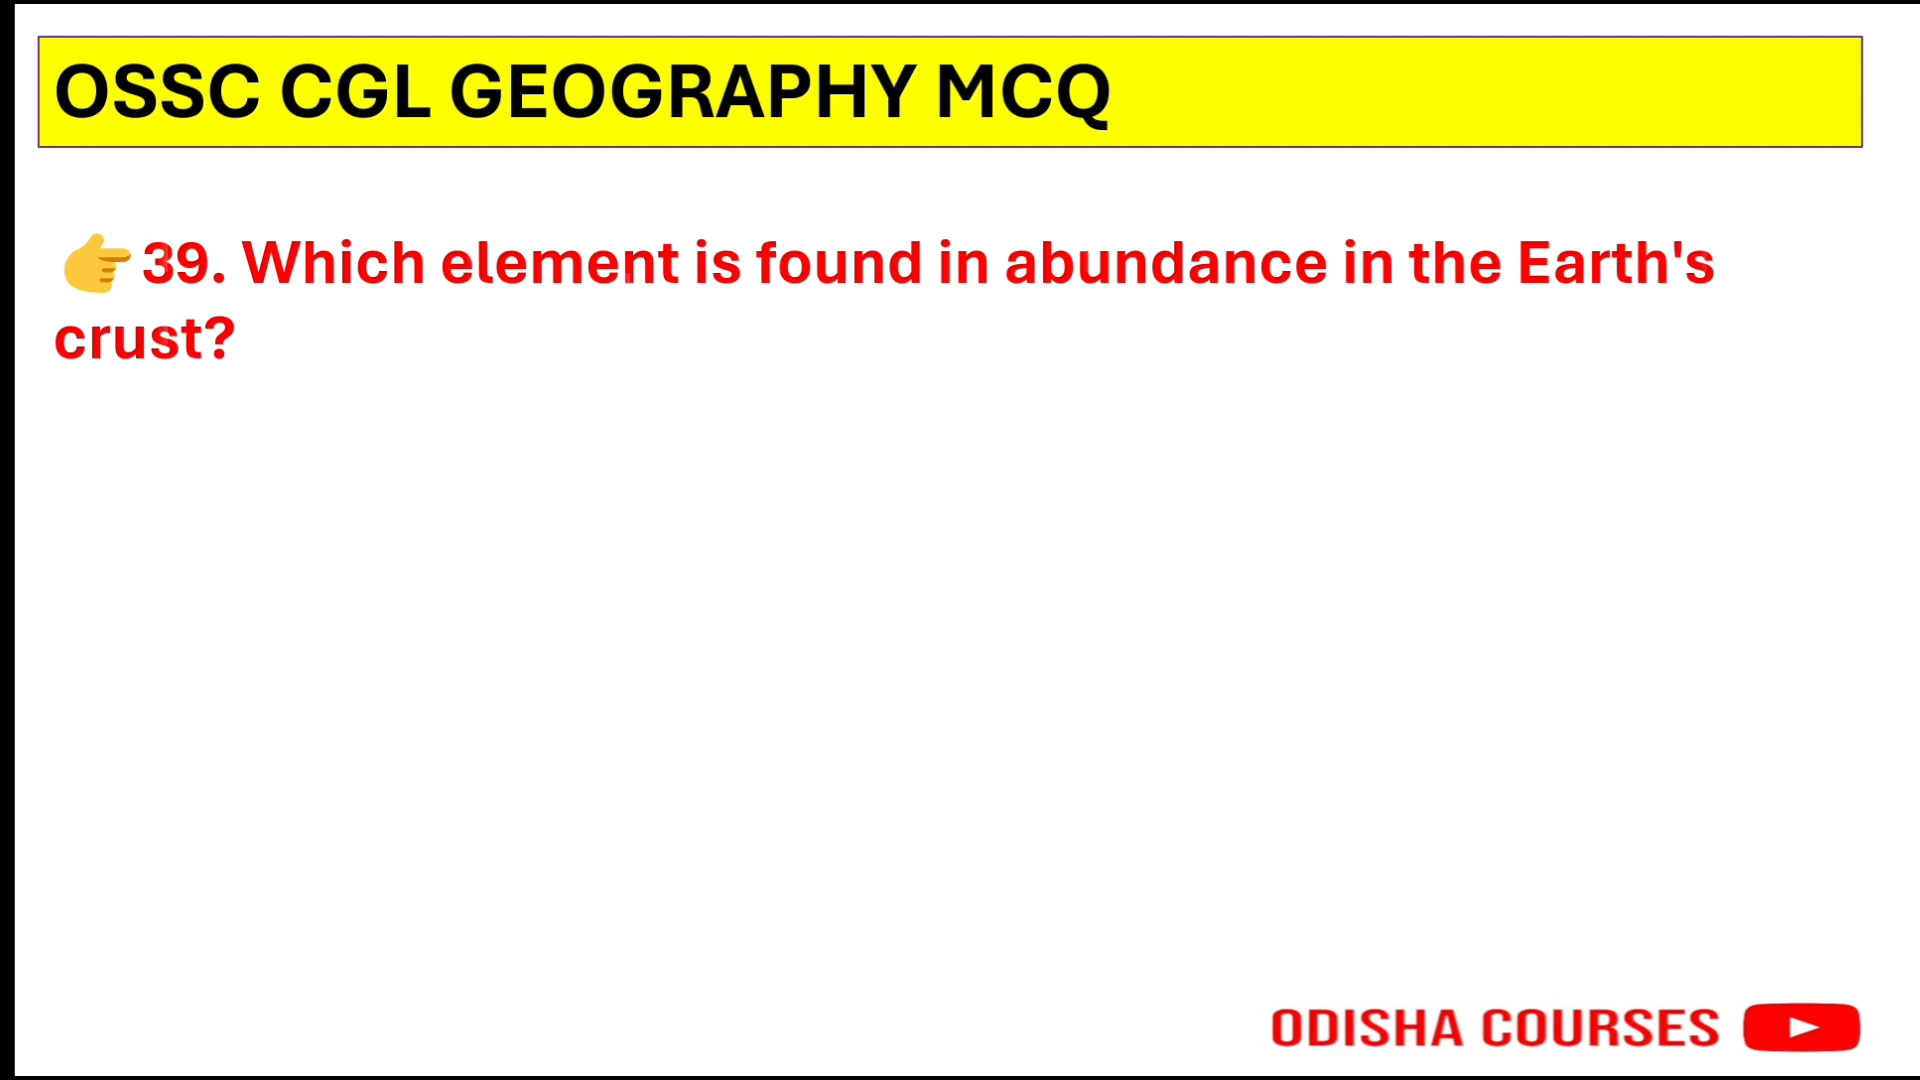 OSSC CGL GEOGRAPHY MCQ
👉39. Which element is found in abundance in the Earth's
crust?
ODISHA COURSES